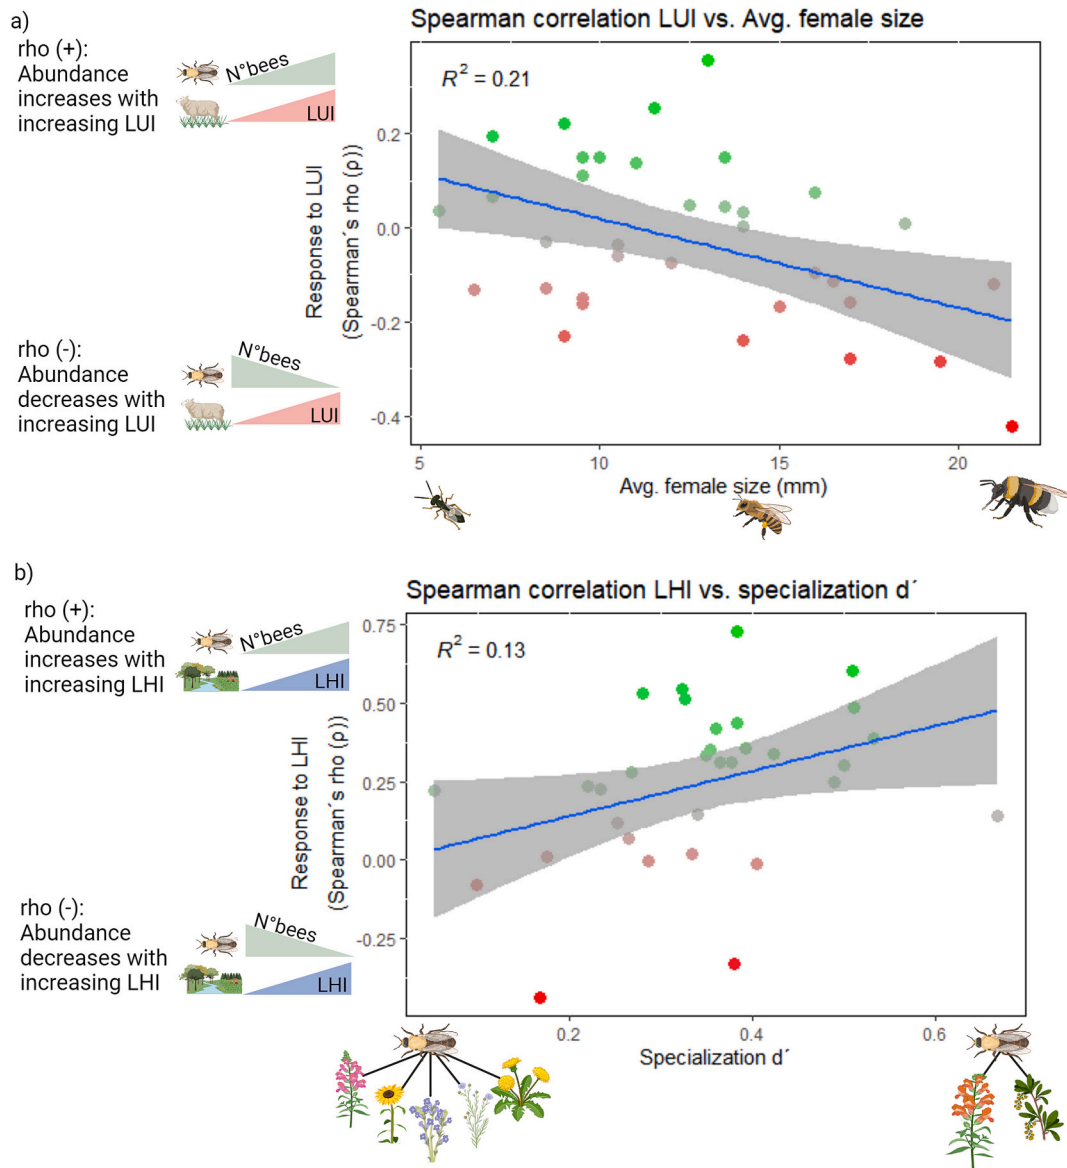 a)
Spearman correlation LUI vs. Avg. female size
rho (+):
Abundance
increases with
increasing LUI
N°bees
LUI
R² = 0.21
Response to LUI
(Spearman´s rho (ρ))
0.2
0.0
-0.2
-0.4
rho (-):
Abundance
decreases with
increasing LUI
N°bees
LUI
5
10
15
20
Avg. female size (mm)
b)
Spearman correlation LHI vs. specialization d´
rho (+):
Abundance
increases with
increasing LHI
N°bees
LHI
R² = 0.13
Response to LHI
(Spearman´s rho (ρ))
0.75
0.50
0.25
0.00
-0.25
rho (-):
Abundance
decreases with
increasing LHI
N°bees
LHI
0.2
0.4
0.6
Specialization d´